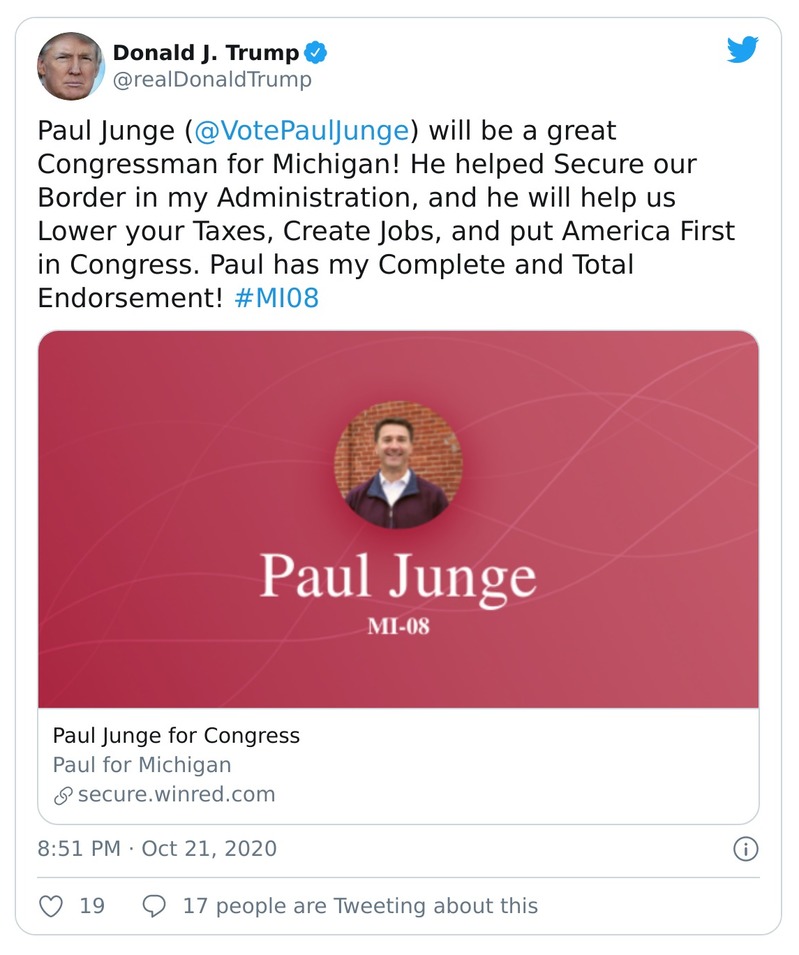 Donald J. Trump
@realDonaldTrump
Paul Junge (@VotePaulJunge) will be a great
Congressman for Michigan! He helped Secure our
Border in my Administration, and he will help us
Lower your Taxes, Create Jobs, and put America First
in Congress. Paul has my Complete and Total
Endorsement! #MI08
Paul Junge
MI-08
Paul Junge for Congress
Paul for Michigan
secure.winred.com
8:51 PM · Oct 21, 2020
19 17 people are Tweeting about this